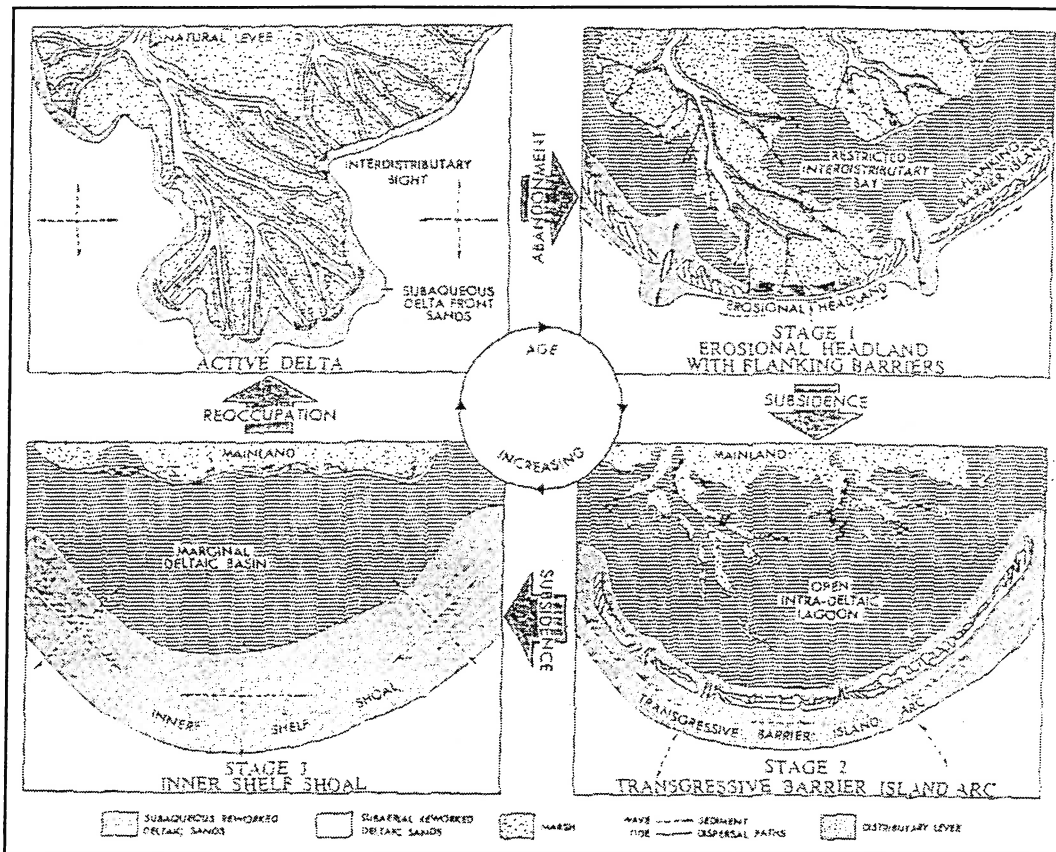 NATURAL LEVEE
INTERDISTRIBUTARY
BIGHT
SUBAQUEOUS
DELTA FRONT
SANDS
ACTIVE DELTA
ABANDONMENT
RESTRICTED
INTERDISTRIBUTARY
BAY
FLANKING
BARRIER ISLAND
EROSIONAL HEADLAND
STAGE 1
EROSIONAL HEADLAND
WITH FLANKING BARRIERS
AGE
INCREASING
REOCCUPATION
SUBSIDENCE
MAINLAND
MARGINAL
DELTAIC BASIN
INNER SHELF SHOAL
STAGE 3
INNER SHELF SHOAL
SUBSIDENCE
MAINLAND
OPEN
INTRA-DELTAIC
LAGOON
TRANSGRESSIVE BARRIER ISLAND ARC
STAGE 2
TRANSGRESSIVE BARRIER ISLAND ARC
SUBAQUEOUS REWORKED
DELTAIC SANDS
SUBAERIAL REWORKED
DELTAIC SANDS
MARSH
WAVE SEDIMENT
TIDE DISPERSAL PATHS
DISTRIBUTARY LEVEE